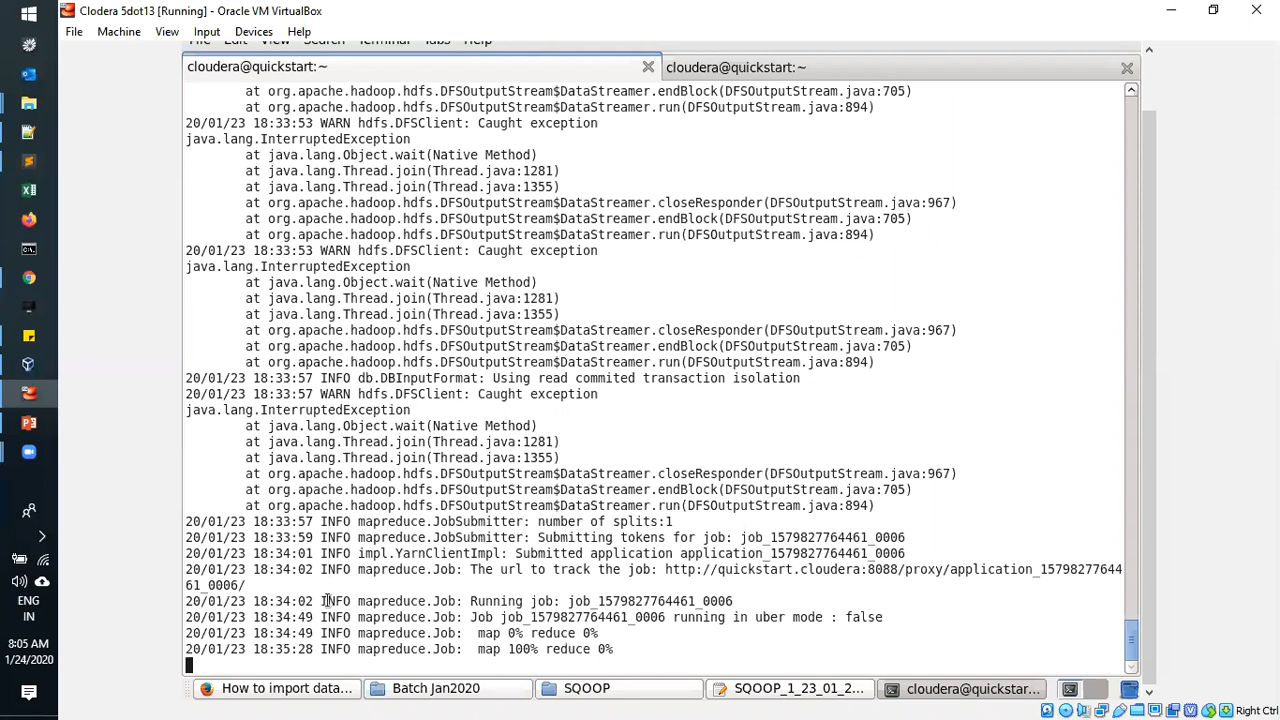 Clodera 5dot13 [Running] - Oracle VM VirtualBox
File Machine View Input Devices Help
File Edit View Search Terminal Tabs Help
cloudera@quickstart:~ cloudera@quickstart:~
at org.apache.hadoop.hdfs.DFSOutputStream$DataStreamer.endBlock(DFSOutputStream.java:705)
at org.apache.hadoop.hdfs.DFSOutputStream$DataStreamer.run(DFSOutputStream.java:894)
20/01/23 18:33:53 WARN hdfs.DFSClient: Caught exception
java.lang.InterruptedException
at java.lang.Object.wait(Native Method)
at java.lang.Thread.join(Thread.java:1281)
at java.lang.Thread.join(Thread.java:1355)
at org.apache.hadoop.hdfs.DFSOutputStream$DataStreamer.closeResponder(DFSOutputStream.java:967)
at org.apache.hadoop.hdfs.DFSOutputStream$DataStreamer.endBlock(DFSOutputStream.java:705)
at org.apache.hadoop.hdfs.DFSOutputStream$DataStreamer.run(DFSOutputStream.java:894)
20/01/23 18:33:53 WARN hdfs.DFSClient: Caught exception
java.lang.InterruptedException
at java.lang.Object.wait(Native Method)
at java.lang.Thread.join(Thread.java:1281)
at java.lang.Thread.join(Thread.java:1355)
at org.apache.hadoop.hdfs.DFSOutputStream$DataStreamer.closeResponder(DFSOutputStream.java:967)
at org.apache.hadoop.hdfs.DFSOutputStream$DataStreamer.endBlock(DFSOutputStream.java:705)
at org.apache.hadoop.hdfs.DFSOutputStream$DataStreamer.run(DFSOutputStream.java:894)
20/01/23 18:33:57 INFO db.DBInputFormat: Using read commited transaction isolation
20/01/23 18:33:57 WARN hdfs.DFSClient: Caught exception
java.lang.InterruptedException
at java.lang.Object.wait(Native Method)
at java.lang.Thread.join(Thread.java:1281)
at java.lang.Thread.join(Thread.java:1355)
at org.apache.hadoop.hdfs.DFSOutputStream$DataStreamer.closeResponder(DFSOutputStream.java:967)
at org.apache.hadoop.hdfs.DFSOutputStream$DataStreamer.endBlock(DFSOutputStream.java:705)
at org.apache.hadoop.hdfs.DFSOutputStream$DataStreamer.run(DFSOutputStream.java:894)
20/01/23 18:33:57 INFO mapreduce.JobSubmitter: number of splits:1
20/01/23 18:33:59 INFO mapreduce.JobSubmitter: Submitting tokens for job: job_1579827764461_0006
20/01/23 18:34:01 INFO impl.YarnClientImpl: Submitted application application_1579827764461_0006
20/01/23 18:34:02 INFO mapreduce.Job: The url to track the job: http://quickstart.cloudera:8088/proxy/application_15798277644
61_0006/
20/01/23 18:34:02 INFO mapreduce.Job: Running job: job_1579827764461_0006
20/01/23 18:34:49 INFO mapreduce.Job: Job job_1579827764461_0006 running in uber mode : false
20/01/23 18:34:49 INFO mapreduce.Job:  map 0% reduce 0%
20/01/23 18:35:28 INFO mapreduce.Job:  map 100% reduce 0%
How to import data... Batch_Jan2020 SQOOP SQOOP_1_23_01_2... cloudera@quickstar...
Right Ctrl
ENG
IN
8:05 AM
1/24/2020